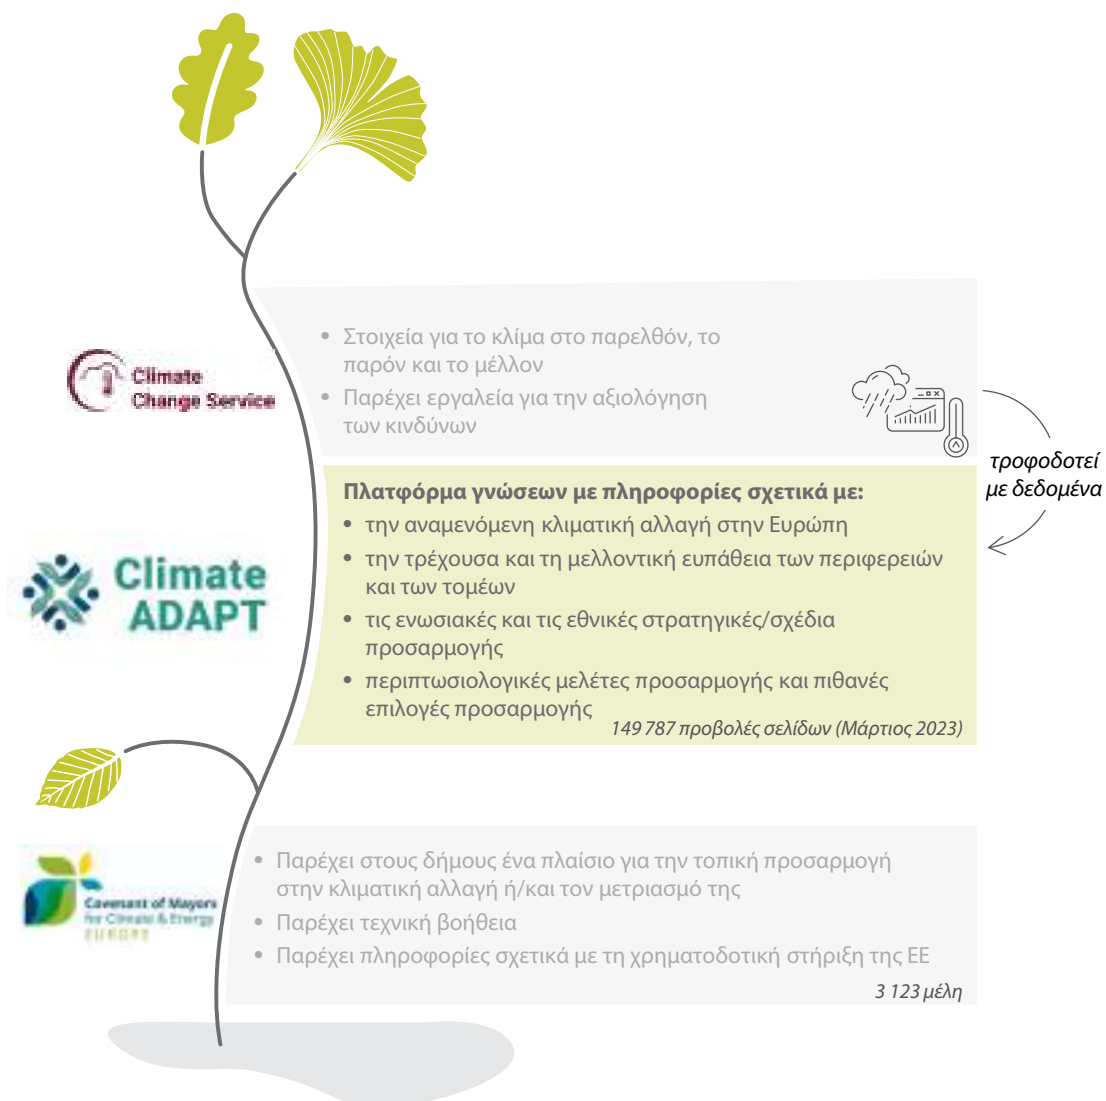 Climate
Change Service
• Στοιχεία για το κλίμα στο παρελθόν, το
παρόν και το μέλλον
• Παρέχει εργαλεία για την αξιολόγηση
των κινδύνων
τροφοδοτεί
με δεδομένα
Climate
ADAPT
Πλατφόρμα γνώσεων με πληροφορίες σχετικά με:
• την αναμενόμενη κλιματική αλλαγή στην Ευρώπη
• την τρέχουσα και τη μελλοντική ευπάθεια των περιφερειών
και των τομέων
• τις ενωσιακές και τις εθνικές στρατηγικές/σχέδια
προσαρμογής
• περιπτωσιολογικές μελέτες προσαρμογής και πιθανές
επιλογές προσαρμογής
149 787 προβολές σελίδων (Μάρτιος 2023)
Covenant of Mayors
for Climate & Energy
EUROPE
• Παρέχει στους δήμους ένα πλαίσιο για την τοπική προσαρμογή
στην κλιματική αλλαγή ή/και τον μετριασμό της
• Παρέχει τεχνική βοήθεια
• Παρέχει πληροφορίες σχετικά με τη χρηματοδοτική στήριξη της ΕΕ
3 123 μέλη